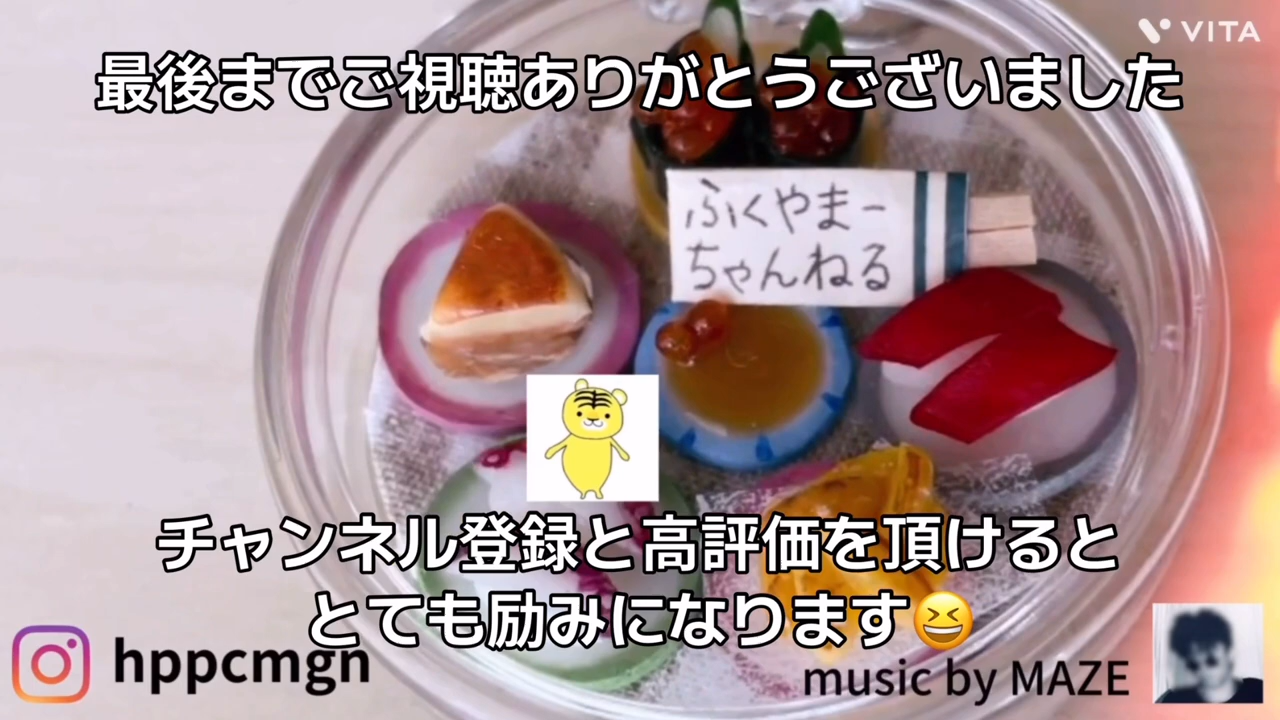 VITA
最後までご視聴ありがとうございました
ふくやまー
ちゃんねる
チャンネル登録と高評価を頂けると
とても励みになります😆
hppcmgn
music by MAZE